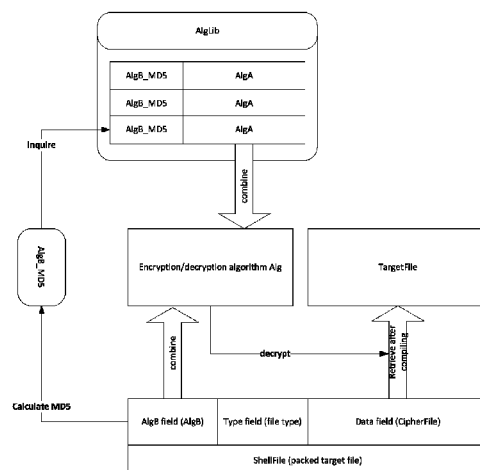 AlgLib
AlgB_MD5 AlgA
AlgB_MD5 AlgA
AlgB_MD5 AlgA
Inquire
combine
AlgB_MD5
Encryption/decryption algorithm Alg
TargetFile
combine
decrypt
Retrieve after
compiling
Calculate MD5
AlgB field (AlgB) Type field (file type) Data field (CipherFile)
ShellFile (packed target file)